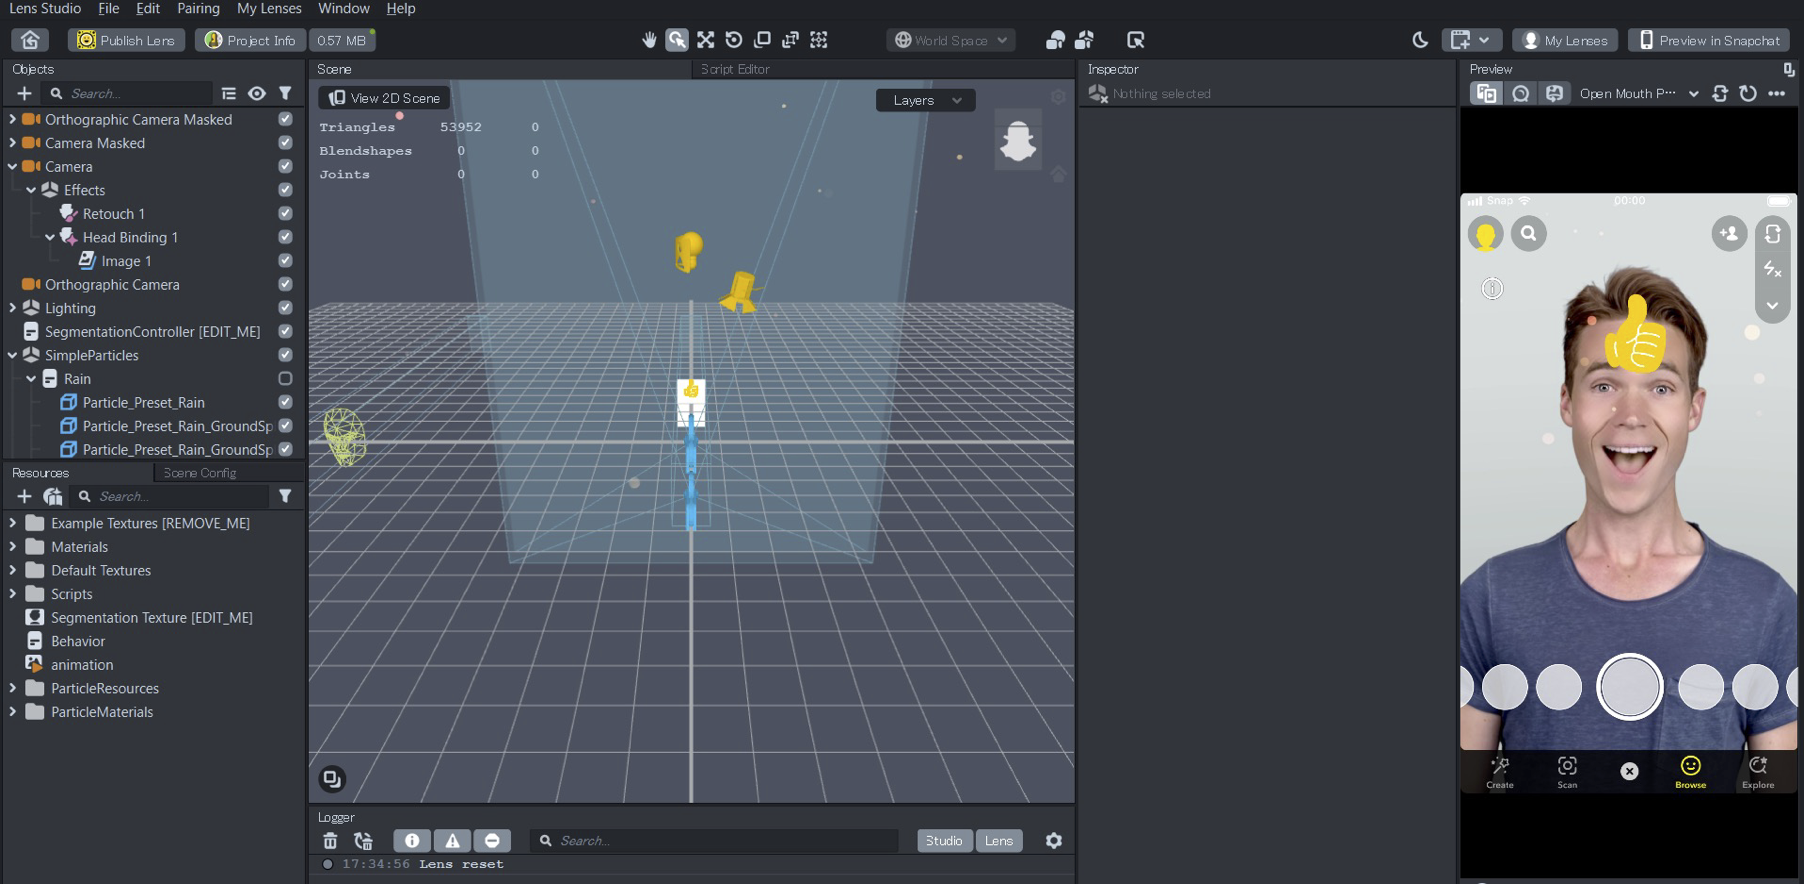 Lens Studio File Edit Pairing My Lenses Window Help
Publish Lens Project Info 0.57 MB World Space My Lenses Preview in Snapchat
Objects
Search...
Orthographic Camera Masked
Camera Masked
Camera
Effects
Retouch 1
Head Binding 1
Image 1
Orthographic Camera
Lighting
SegmentationController [EDIT_ME]
SimpleParticles
Rain
Particle_Preset_Rain
Particle_Preset_Rain_GroundSp
Particle_Preset_Rain_GroundSp
Resources Scene Config
Search...
Example Textures [REMOVE_ME]
Materials
Default Textures
Scripts
Segmentation Texture [EDIT_ME]
Behavior
animation
ParticleResources
ParticleMaterials
Scene Script Editor
View 2D Scene Layers
Triangles 53952 0
Blendshapes 0 0
Joints 0 0
Logger
Search... Studio Lens
17:34:56 Lens reset
Inspector
Nothing selected
Preview
Open Mouth P...
Snap 00:00
Create Scan Browse Explore